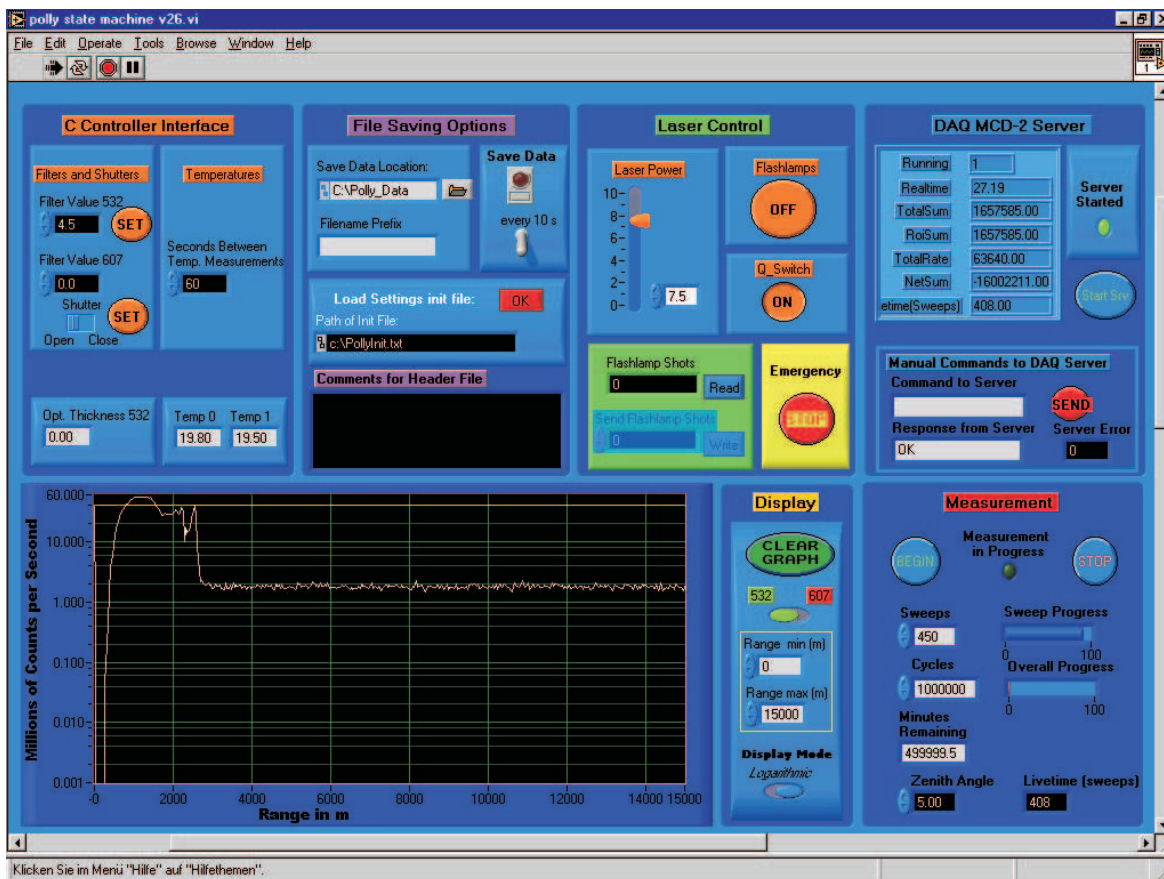 polly state machine v26.vi
File Edit Operate Tools Browse Window Help
1
C Controller Interface
Filters and Shutters
Filter Value 532
4.5
SET
Filter Value 607
0.0
Shutter
Open Close
SET
Temperatures
Seconds Between
Temp. Measurements
60
Opt. Thickness 532
0.00
Temp 0 Temp 1
19.80 19.50
File Saving Options
Save Data Location:
C:\Polly_Data
Filename Prefix
Save Data
every 10 s
Load Settings init file:
OK
Path of Init File:
c:\PollyInit.txt
Comments for Header File
Laser Control
Laser Power
10-
8-
6-
4-
2-
0-
7.5
Flashlamps
OFF
Q_Switch
ON
Flashlamp Shots
0
Read
Send Flashlamp Shots
0
Write
Emergency
STOP
DAQ MCD-2 Server
Running 1
Realtime 27.19
TotalSum 1657585.00
RoiSum 1657585.00
TotalRate 63640.00
NetSum -16002211.00
etime(Sweeps) 408.00
Server
Started
Start Srv
Manual Commands to DAQ Server
Command to Server
SEND
Response from Server
OK
Server Error
0
Millions of Counts per Second
60.000-
10.000-
1.000-
0.100-
0.010-
0.001-
-0 2000 4000 6000 8000 10000 12000 14000 15000
Range in m
Display
CLEAR
GRAPH
532 607
Range min (m)
0
Range max (m)
15000
Display Mode
Logarithmic
Measurement
BEGIN
Measurement
in Progress
STOP
Sweeps
450
Sweep Progress
0 100
Cycles
1000000
Overall Progress
0 100
Minutes
Remaining
499999.5
Zenith Angle
5.00
Livetime (sweeps)
408
Klicken Sie im Menü "Hilfe" auf "Hilfethemen".